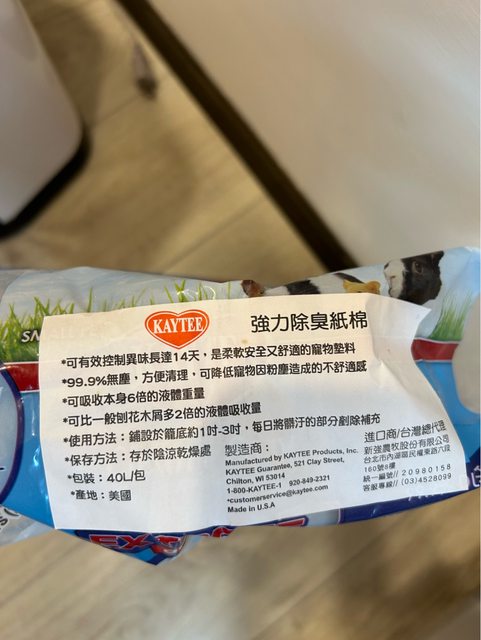 KAYTEE
強力除臭紙棉
*可有效控制異味長達14天，是柔軟安全又舒適的寵物墊料
*99.9%無塵，方便清理，可降低寵物因粉塵造成的不舒適感
*可吸收本身6倍的液體重量
*可比一般刨花木屑多2倍的液體吸收量
*使用方法：鋪設於籠底約1吋-3吋，每日將髒汙的部分剷除補充
*保存方法：存於陰涼乾燥處
*包裝：40L/包
*產地：美國
製造商：
Manufactured by KAYTEE Products, Inc.
KAYTEE Guarantee, 521 Clay Street,
Chilton, WI 53014
1-800-KAYTEE-1 920-849-2321
*customerservice@kaytee.com
Made in U.S.A
進口商/台灣總代理
新強農牧股份有限公司
台北市內湖區民權東路六段
160號8樓
統一編號// 20980158
客服專線// (03)4528099